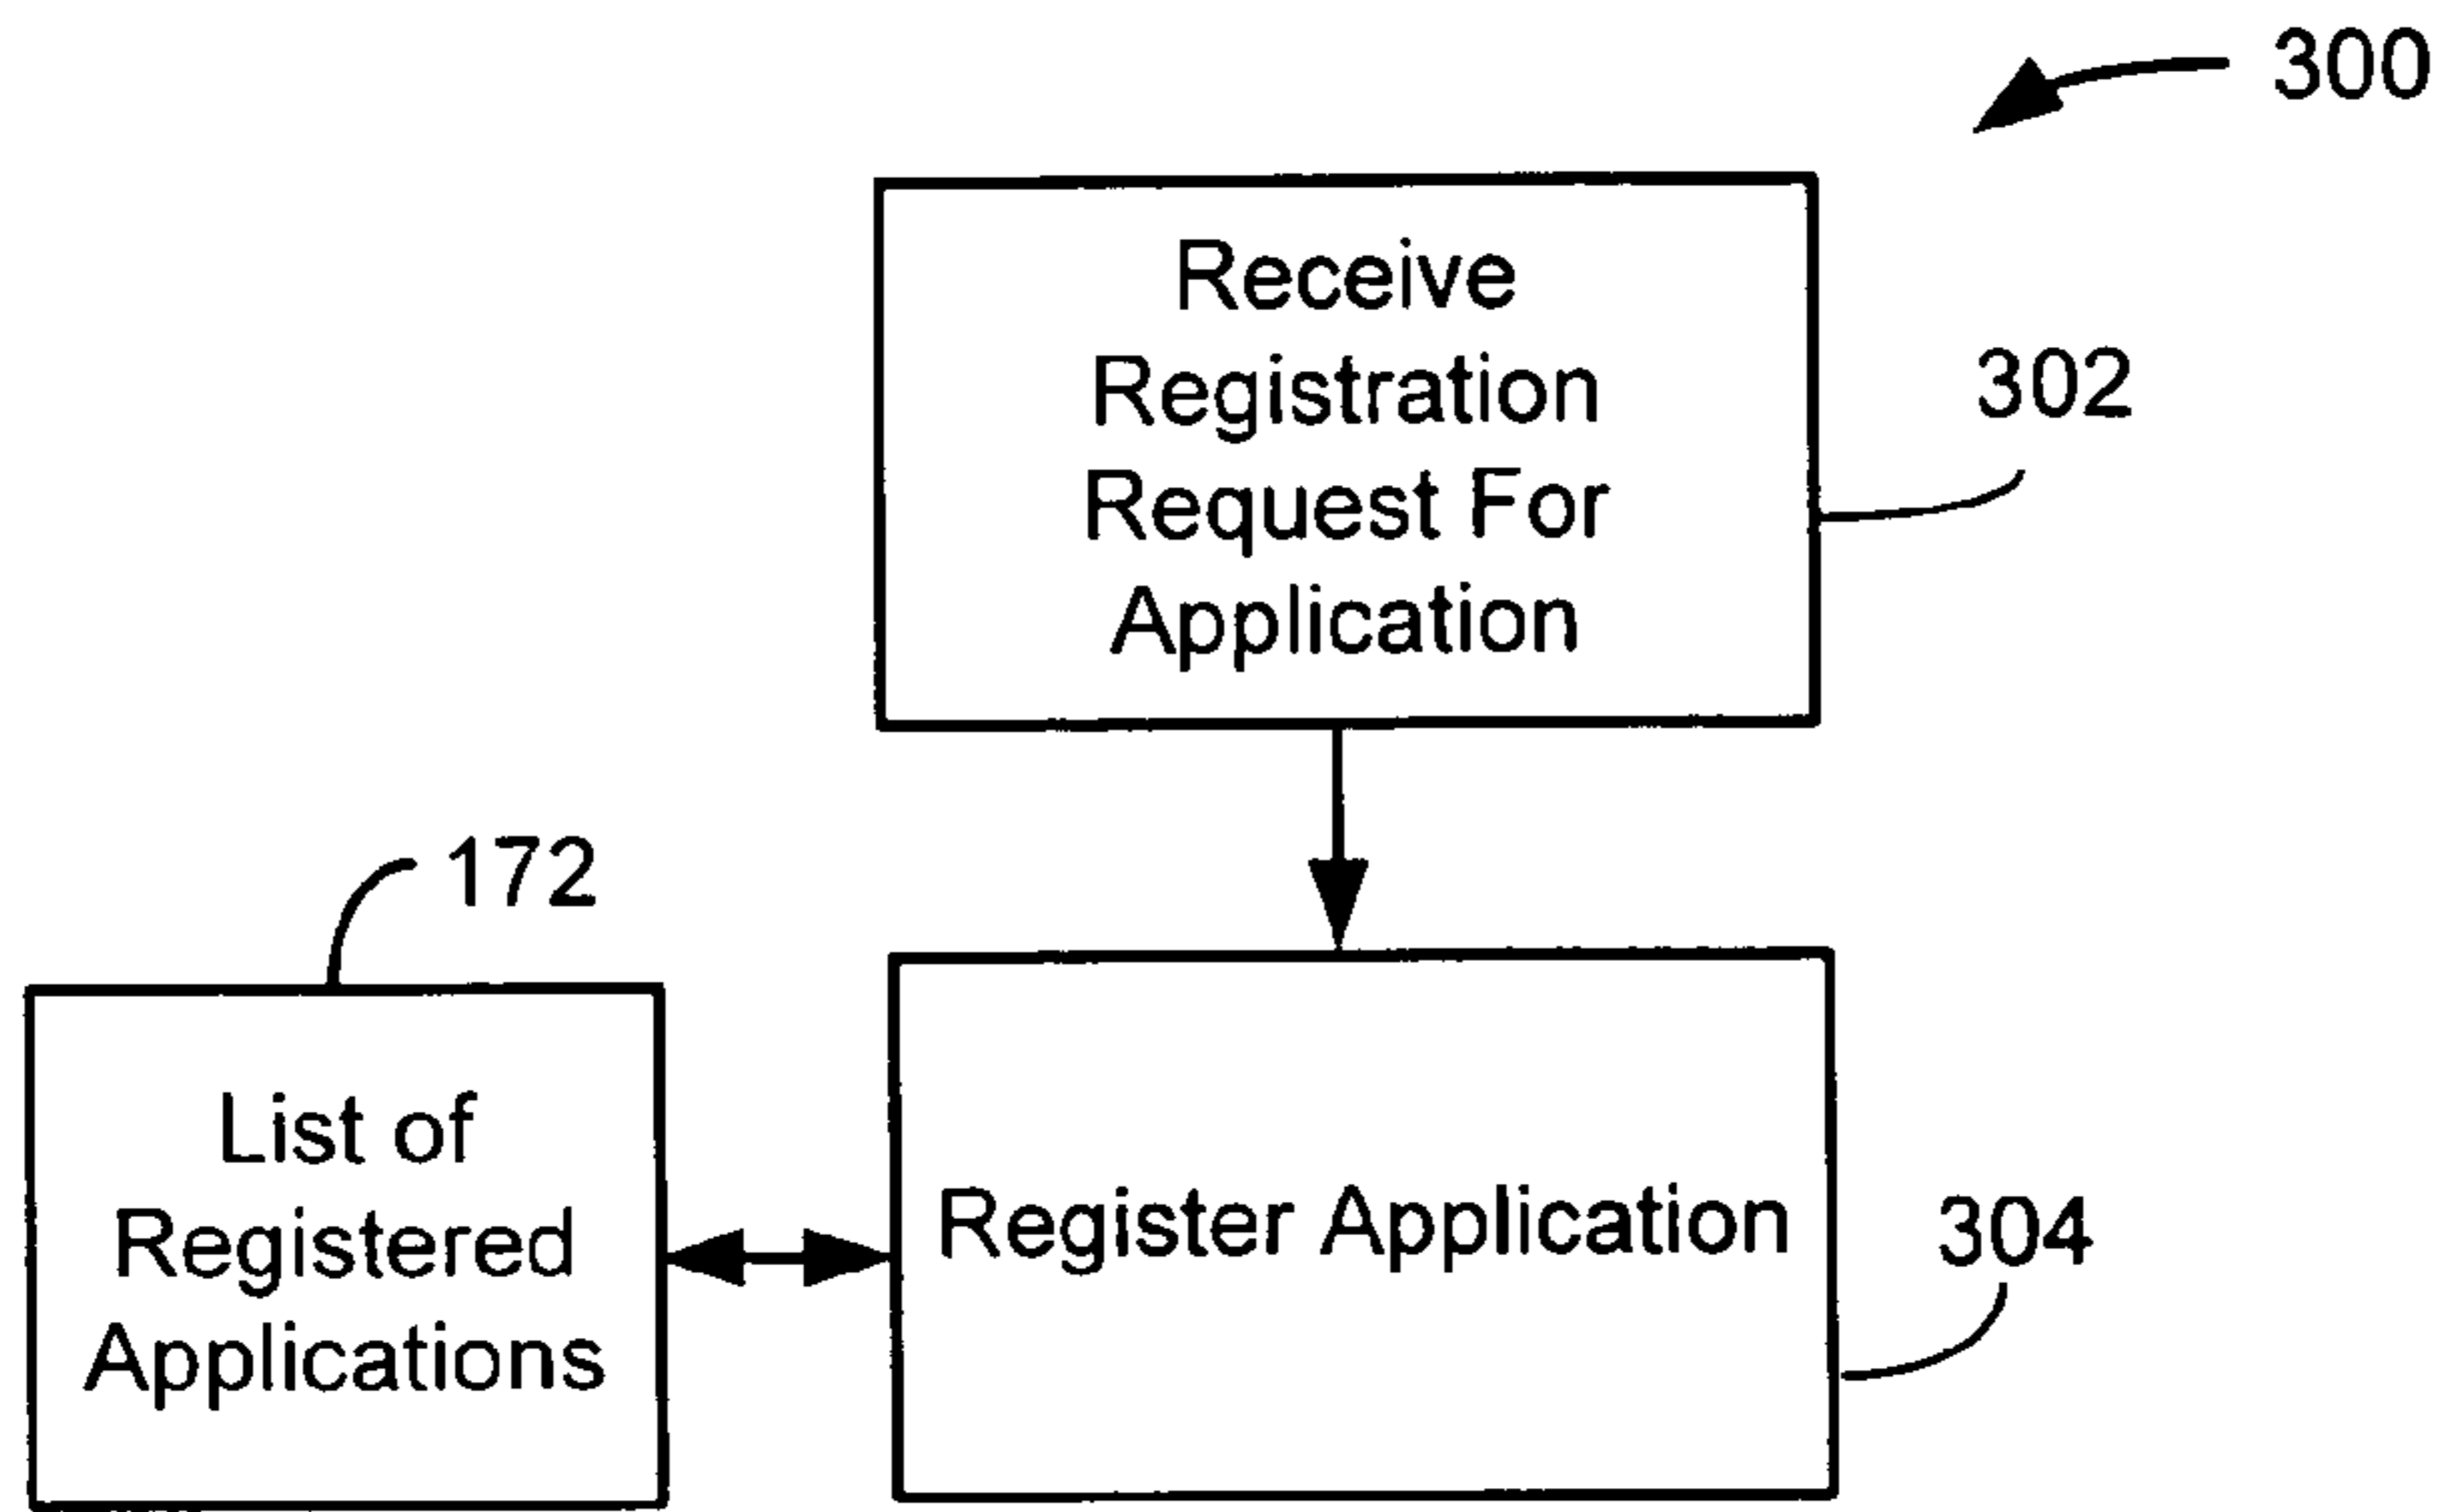 300
Receive
Registration
Request For
Application
302
172
List of
Registered
Applications
Register Application
304